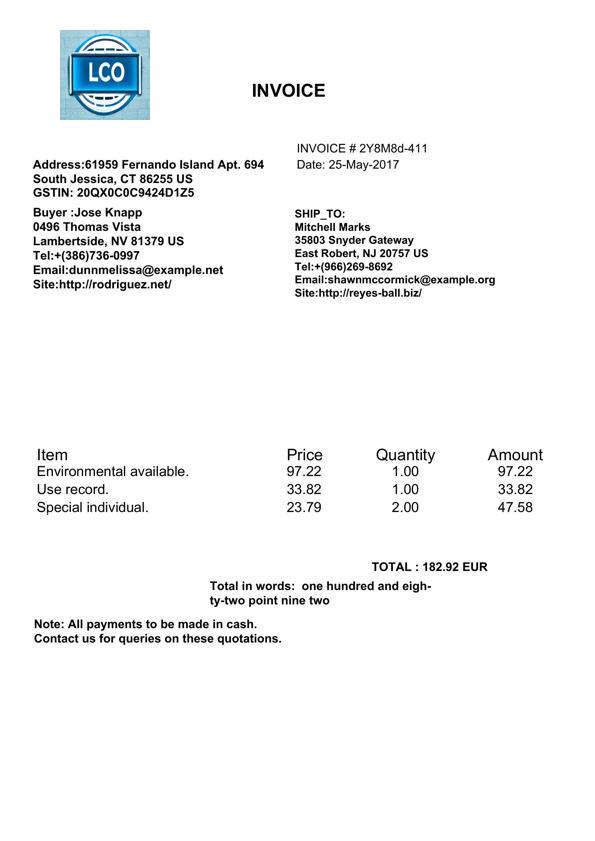 LCO
INVOICE
INVOICE # 2Y8M8d-411
Date: 25-May-2017
Address:61959 Fernando Island Apt. 694
South Jessica, CT 86255 US
GSTIN: 20QX0C0C9424D1Z5
Buyer :Jose Knapp
0496 Thomas Vista
Lambertside, NV 81379 US
Tel:+(386)736-0997
Email:dunnmelissa@example.net
Site:http://rodriguez.net/
SHIP_TO:
Mitchell Marks
35803 Snyder Gateway
East Robert, NJ 20757 US
Tel:+(966)269-8692
Email:shawnmccormick@example.org
Site:http://reyes-ball.biz/
Item Price Quantity Amount
Environmental available. 97.22 1.00 97.22
Use record. 33.82 1.00 33.82
Special individual. 23.79 2.00 47.58
TOTAL : 182.92 EUR
Total in words: one hundred and eigh-
ty-two point nine two
Note: All payments to be made in cash.
Contact us for queries on these quotations.